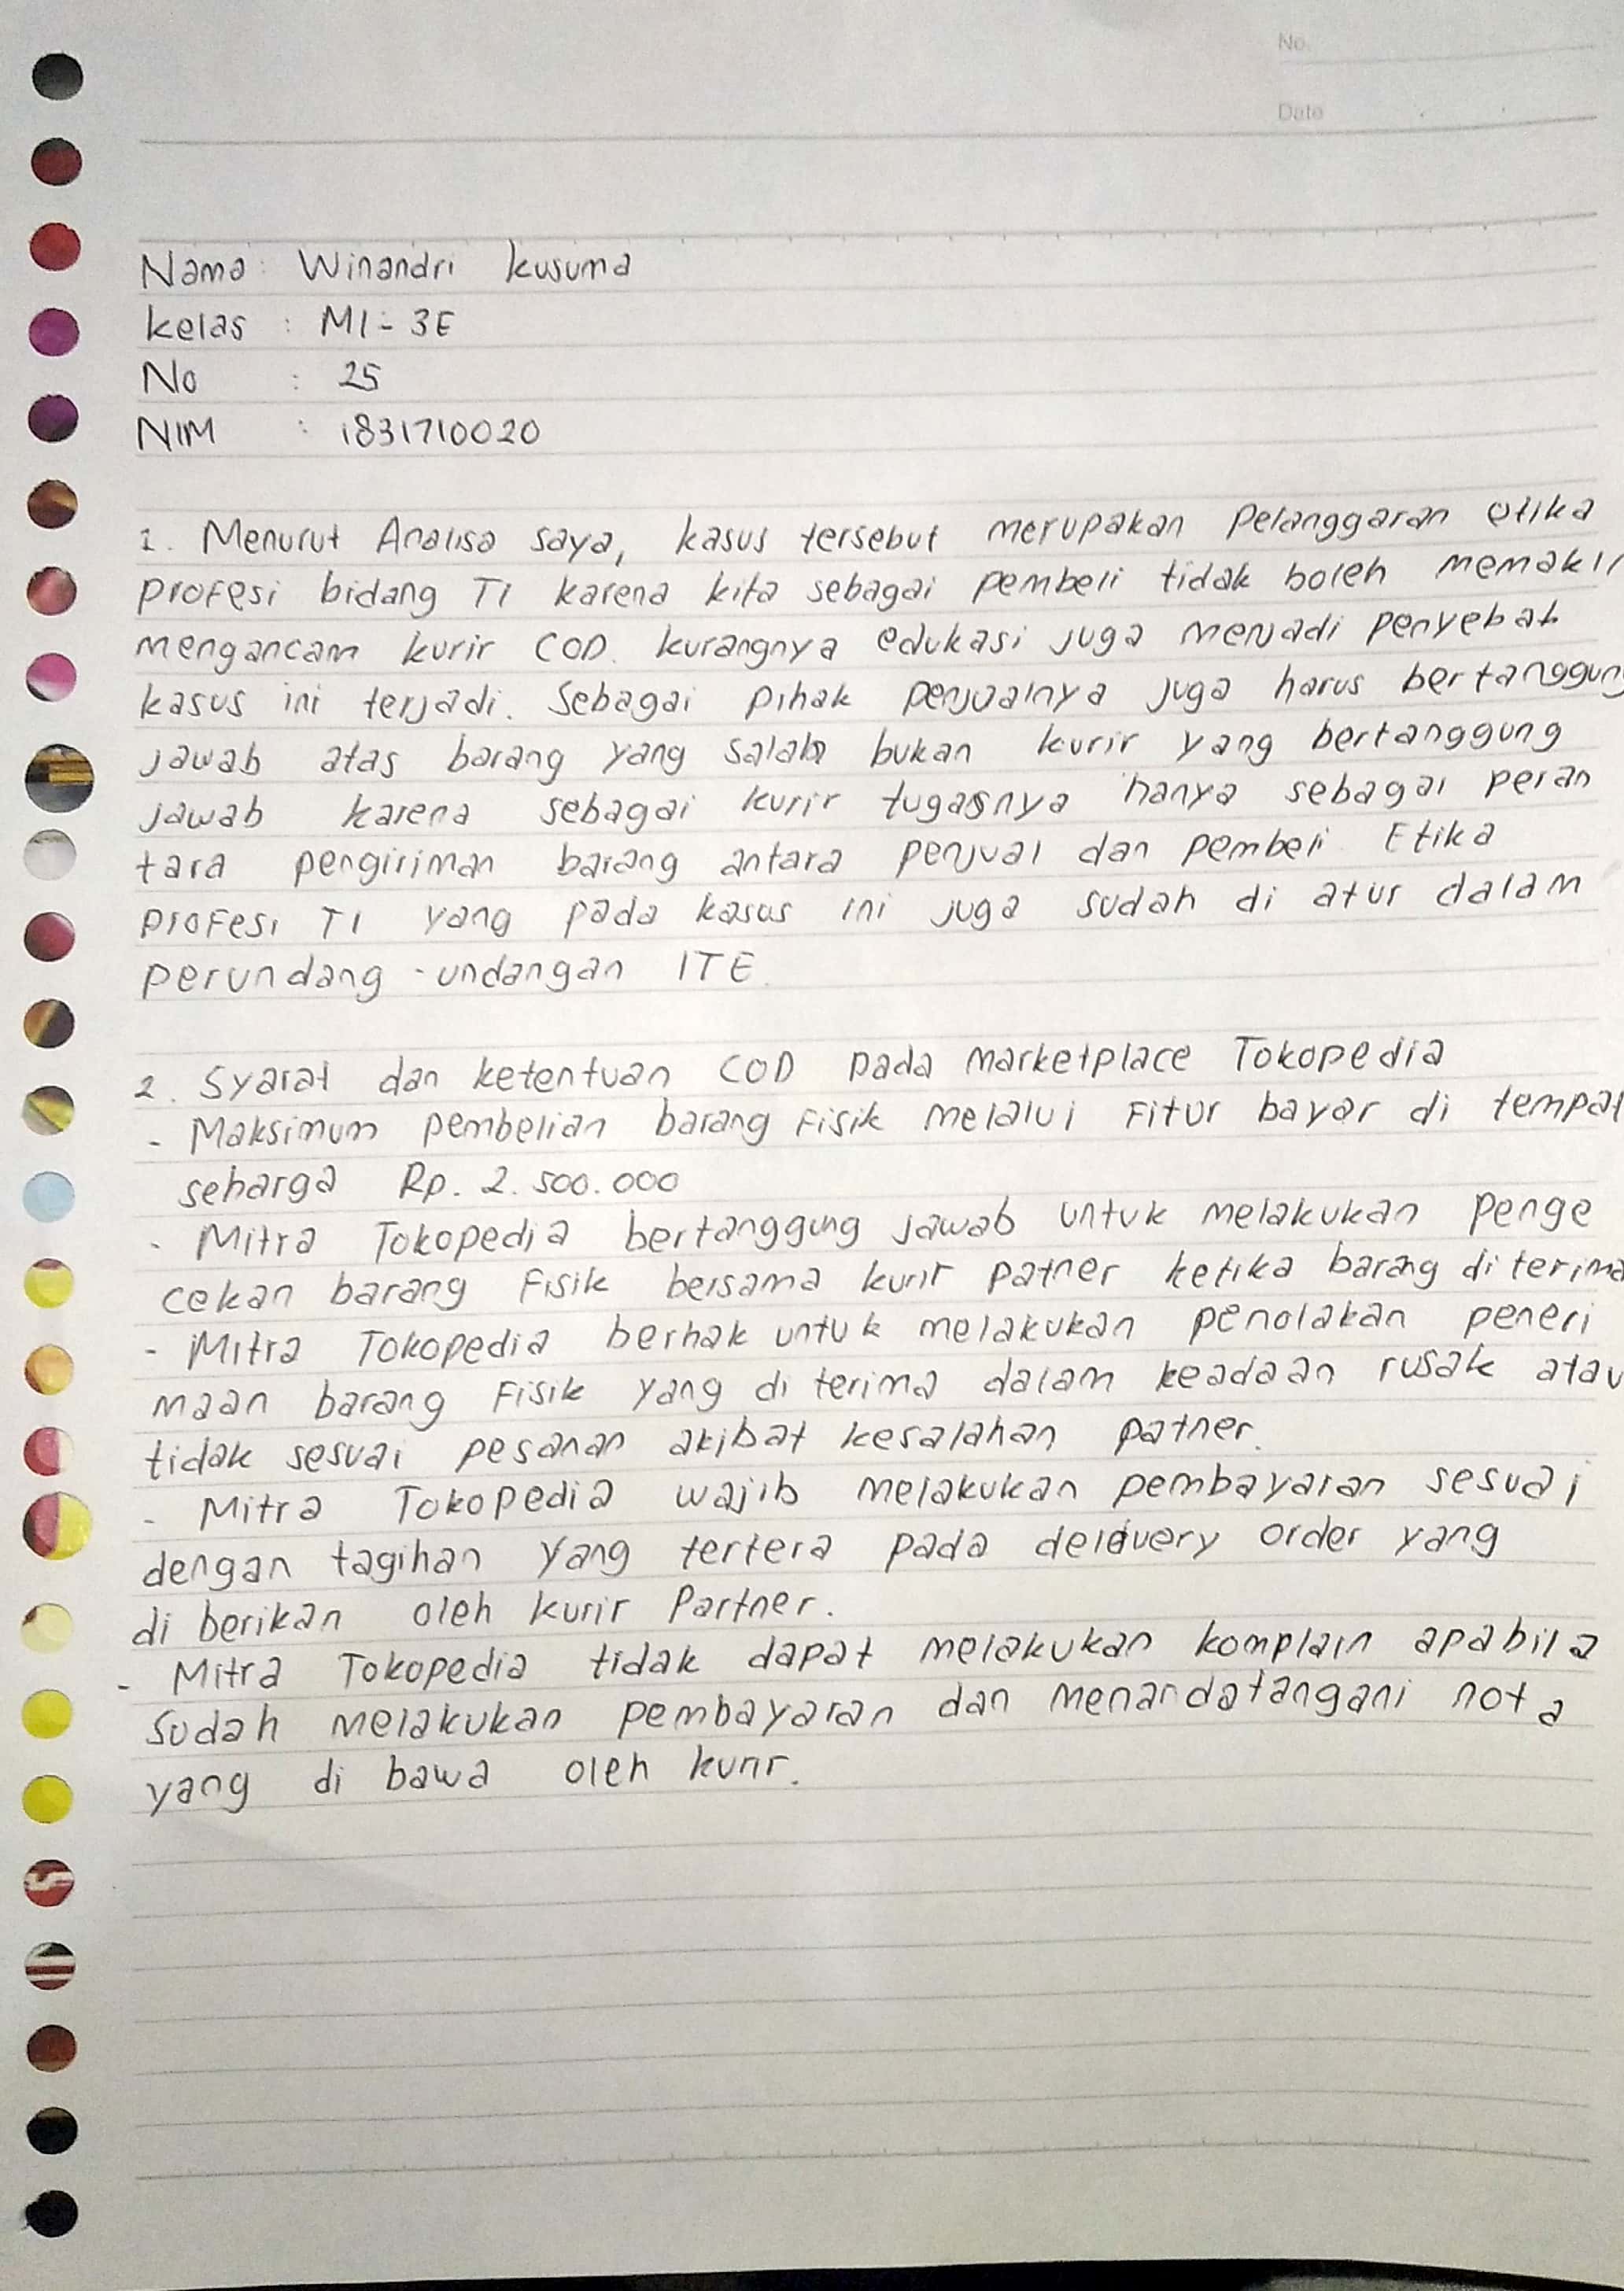 No.
Date
Nama : Winandri kusuma
kelas : MI - 3E
No : 25
NIM : 1831710020
1. Menurut Analisa saya, kasus tersebut merupakan Pelanggaran etika
profesi bidang TI karena kita sebagai pembeli tidak boleh memaki,
mengancam kurir COD. kurangnya edukasi juga menjadi penyebab
kasus ini terjadi. Sebagai pihak penjualnya juga harus bertanggung
jawab atas barang yang salah bukan kurir yang bertanggung
jawab karena sebagai kurir tugasnya hanya sebagai peran
tara pengiriman barang antara penjual dan pembeli. Etika
profesi TI yang pada kasus ini juga sudah di atur dalam
perundang - undangan ITE.
2. Syarat dan ketentuan COD pada marketplace Tokopedia
- Maksimum pembelian barang fisik melalui fitur bayar di tempat
seharga Rp. 2.500.000
- Mitra Tokopedia bertanggung jawab untuk melakukan penge
cekan barang fisik bersama kurir patner ketika barang di terima
- Mitra Tokopedia berhak untuk melakukan penolakan peneri
maan barang fisik yang di terima dalam keadaan rusak atau
tidak sesuai pesanan akibat kesalahan patner.
- Mitra Tokopedia wajib melakukan pembayaran sesuai
dengan tagihan yang tertera pada delivery order yang
di berikan oleh kurir Partner.
- Mitra Tokopedia tidak dapat melakukan komplain apabila
sudah melakukan pembayaran dan menandatangani nota
yang di bawa oleh kurir.